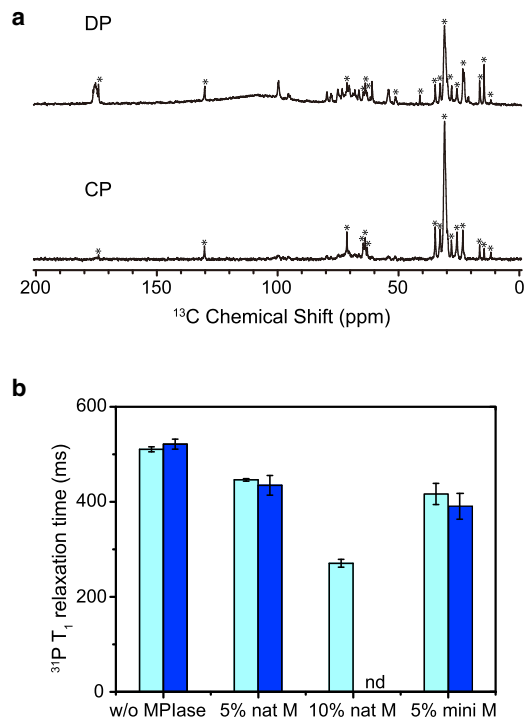 a
DP
CP
200 150 100 50 0
¹³C Chemical Shift (ppm)
b
³¹P T₁ relaxation time (ms)
600
400
200
0
nd
w/o MPIase 5% nat M 10% nat M 5% mini M